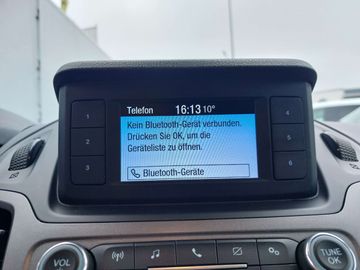 Telefon 16:13 10°
Kein Bluetooth-Gerät verbunden.
Drücken Sie OK, um die
Geräteliste zu öffnen.
Bluetooth-Geräte
1
2
3
4
5
6
VOL
TUNE
OK